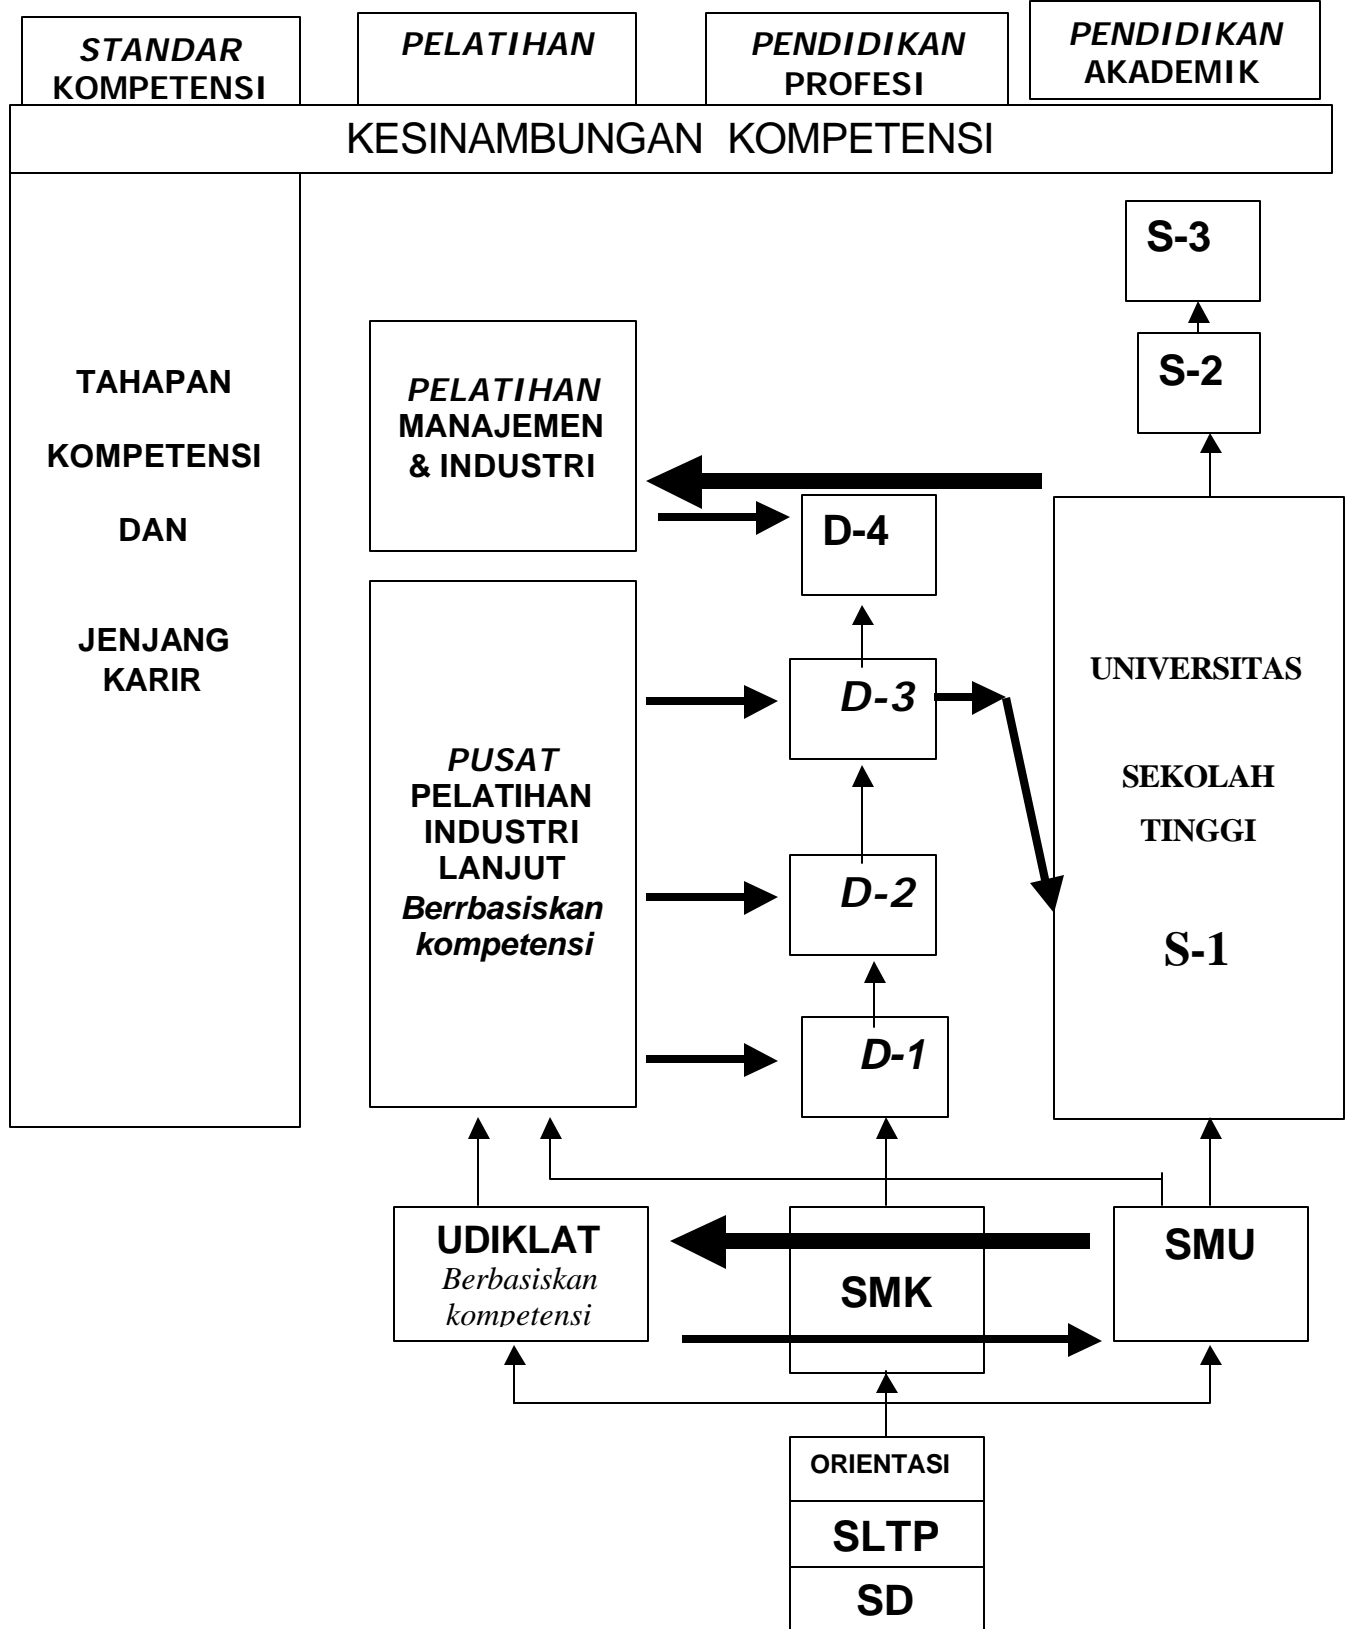 STANDAR
KOMPETENSI
PELATIHAN
PENDIDIKAN
PROFESI
PENDIDIKAN
AKADEMIK
KESINAMBUNGAN KOMPETENSI
TAHAPAN
KOMPETENSI
DAN
JENJANG
KARIR
PELATIHAN
MANAJEMEN
& INDUSTRI
PUSAT
PELATIHAN
INDUSTRI
LANJUT
Berrbasiskan
kompetensi
D-4
D-3
D-2
D-1
S-3
S-2
UNIVERSITAS
SEKOLAH
TINGGI
S-1
UDIKLAT
Berbasiskan
kompetensi
SMK
SMU
ORIENTASI
SLTP
SD